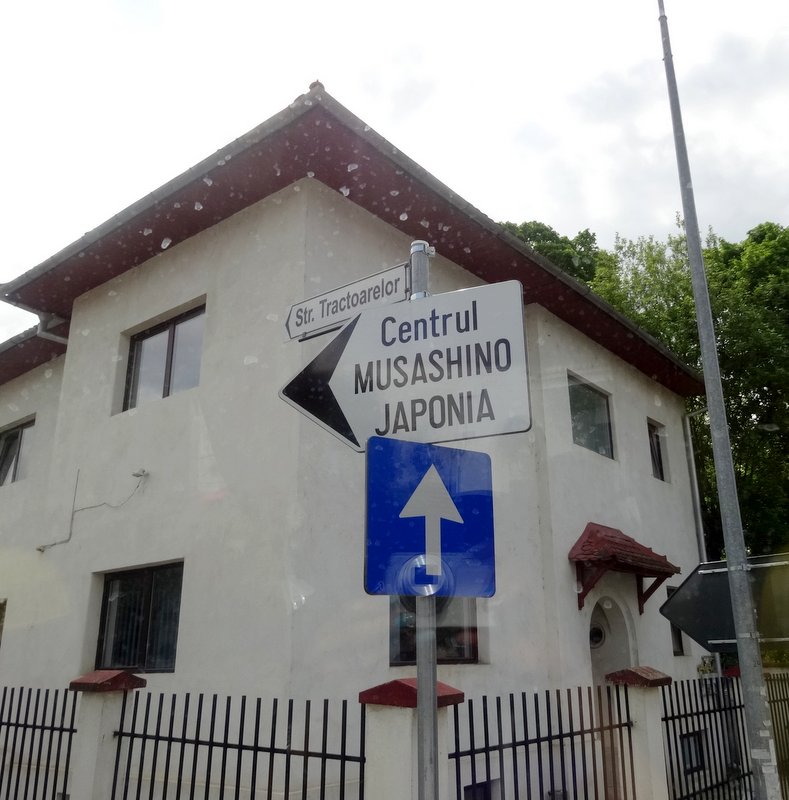 Str. Tractoarelor
Centrul
MUSASHINO
JAPONIA